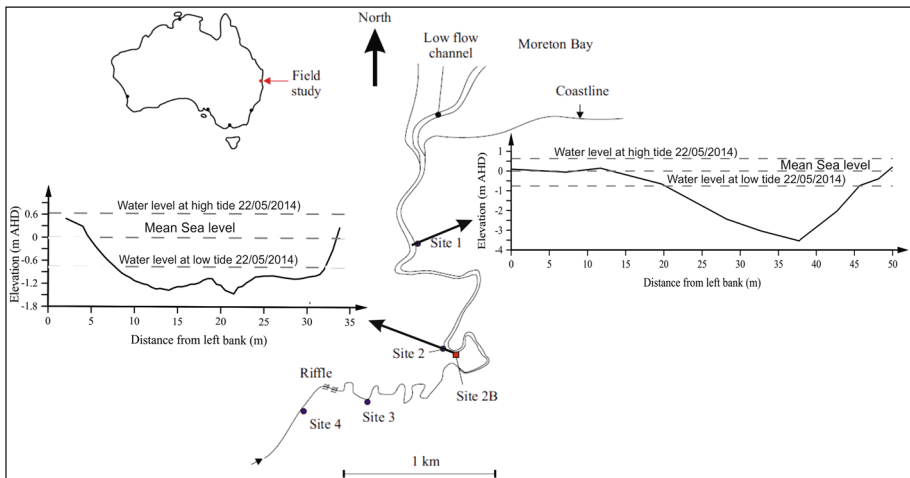 North
Low flow
channel
Moreton Bay
Field
study
Coastline
Elevation (m AHD)
1
0
-1
-2
-3
-4
Water level at high tide 22/05/2014)
Mean Sea level
Water level at low tide 22/05/2014)
0
5
10
15
20
25
30
35
40
45
50
Distance from left bank (m)
Elevation (m AHD)
0.6
0
-0.6
-1.2
-1.8
Water level at high tide 22/05/2014)
Mean Sea level
Water level at low tide 22/05/2014)
0
5
10
15
20
25
30
35
Distance from left bank (m)
Site 1
Site 2
Site 2B
Riffle
Site 3
Site 4
1 km